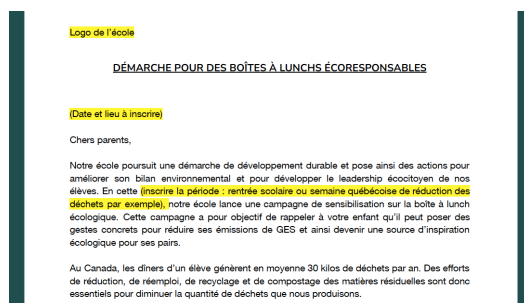 Logo de l'école
DÉMARCHE POUR DES BOÎTES À LUNCHS ÉCORESPONSABLES
(Date et lieu à inscrire)
Chers parents,
Notre école poursuit une démarche de développement durable et pose ainsi des actions pour
améliorer son bilan environnemental et pour développer le leadership écocitoyen de nos
élèves. En cette (inscrire la période : rentrée scolaire ou semaine québécoise de réduction des
déchets par exemple), notre école lance une campagne de sensibilisation sur la boîte à lunch
écologique. Cette campagne a pour objectif de rappeler à votre enfant qu'il peut poser des
gestes concrets pour réduire ses émissions de GES et ainsi devenir une source d'inspiration
écologique pour ses pairs.
Au Canada, les dîners d'un élève génèrent en moyenne 30 kilos de déchets par an. Des efforts
de réduction, de réemploi, de recyclage et de compostage des matières résiduelles sont donc
essentiels pour diminuer la quantité de déchets que nous produisons.